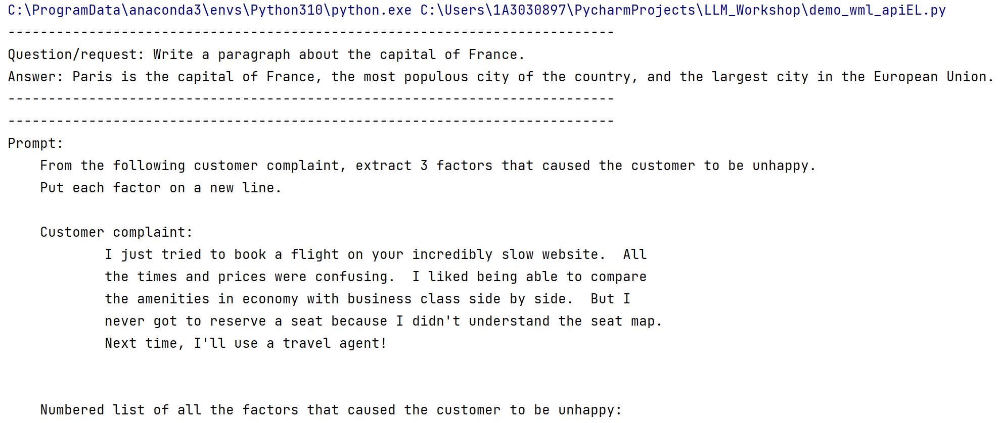 C:\ProgramData\anaconda3\envs\Python310\python.exe C:\Users\1A3030897\PycharmProjects\LLM_Workshop\demo_wml_apiEL.py
---------------------------------------------------------------------------
Question/request: Write a paragraph about the capital of France.
Answer: Paris is the capital of France, the most populous city of the country, and the largest city in the European Union.
---------------------------------------------------------------------------
---------------------------------------------------------------------------
Prompt:
From the following customer complaint, extract 3 factors that caused the customer to be unhappy.
Put each factor on a new line.
Customer complaint:
I just tried to book a flight on your incredibly slow website.  All
the times and prices were confusing.  I liked being able to compare
the amenities in economy with business class side by side.  But I
never got to reserve a seat because I didn't understand the seat map.
Next time, I'll use a travel agent!
Numbered list of all the factors that caused the customer to be unhappy: